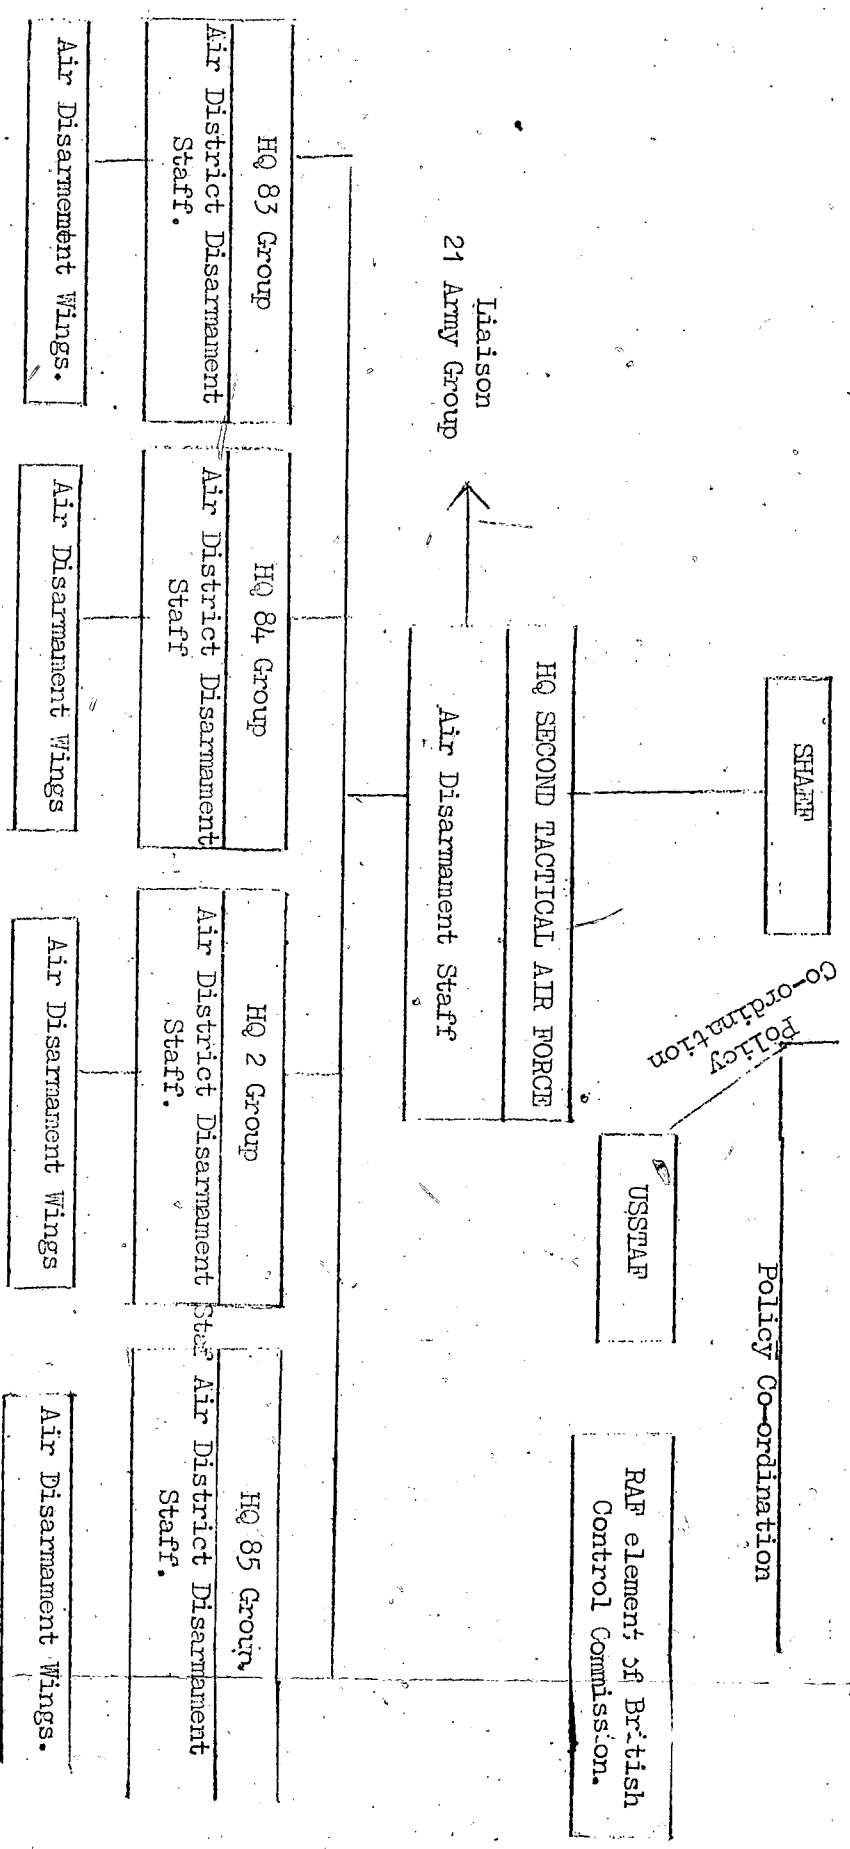 SHAEF
Policy
Co-ordination
Policy Co-ordination
USSTAF
RAF element of British
Control Commission.
HQ SECOND TACTICAL AIR FORCE
Air Disarmament Staff
Liaison
21 Army Group
HQ 83 Group
Air District Disarmament
Staff.
HQ 84 Group
Air District Disarmament
Staff
HQ 2 Group
Air District Disarmament Staf
Staff.
HQ 85 Group,
Air District Disarmament
Staff.
Air Disarmement Wings.
Air Disarmament Wings
Air Disarmament Wings
Air Disarmament Wings.